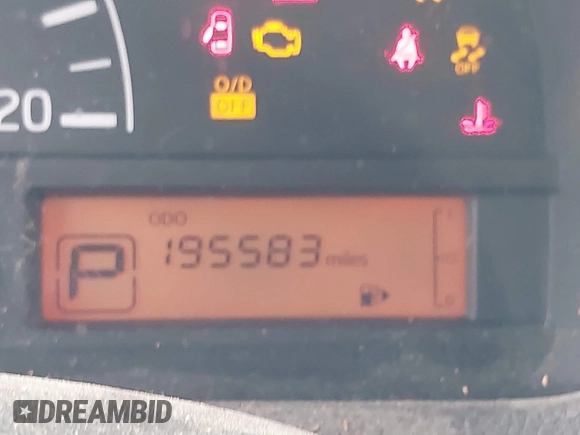 20
O/D
OFF
OFF
ODO
195583 miles
P
DREAMBID